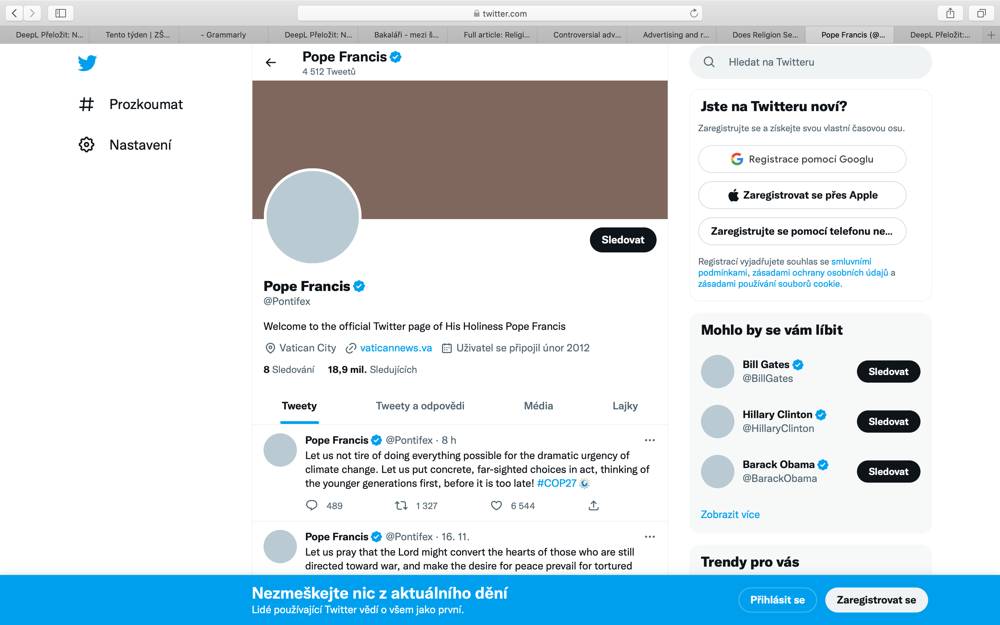 twitter.com
DeepL Přeložit: N...
Tento týden | ZŠ...
- Grammarly
DeepL Přeložit: N...
Bakaláři - mezi š...
Full article: Religi...
Controversial adv...
Advertising and r...
Does Religion Se...
Pope Francis (@...
DeepL Přeložit:...
Prozkoumat
Nastavení
Pope Francis
4 512 Tweetů
Sledovat
Pope Francis
@Pontifex
Welcome to the official Twitter page of His Holiness Pope Francis
Vatican City vaticannews.va Uživatel se připojil únor 2012
8 Sledování 18,9 mil. Sledujících
Tweety Tweety a odpovědi Média Lajky
Pope Francis @Pontifex · 8 h
Let us not tire of doing everything possible for the dramatic urgency of
climate change. Let us put concrete, far-sighted choices in act, thinking of
the younger generations first, before it is too late! #COP27
489 1 327 6 544
Pope Francis @Pontifex · 16. 11.
Let us pray that the Lord might convert the hearts of those who are still
directed toward war, and make the desire for peace prevail for tortured
Hledat na Twitteru
Jste na Twitteru noví?
Zaregistrujte se a získejte svou vlastní časovou osu.
Registrace pomocí Googlu
Zaregistrovat se přes Apple
Zaregistrujte se pomocí telefonu ne...
Registrací vyjadřujete souhlas se smluvními
podmínkami, zásadami ochrany osobních údajů a
zásadami používání souborů cookie.
Mohlo by se vám líbit
Bill Gates
@BillGates
Sledovat
Hillary Clinton
@HillaryClinton
Sledovat
Barack Obama
@BarackObama
Sledovat
Zobrazit více
Trendy pro vás
Nezmeškejte nic z aktuálního dění
Lidé používající Twitter vědí o všem jako první.
Přihlásit se
Zaregistrovat se